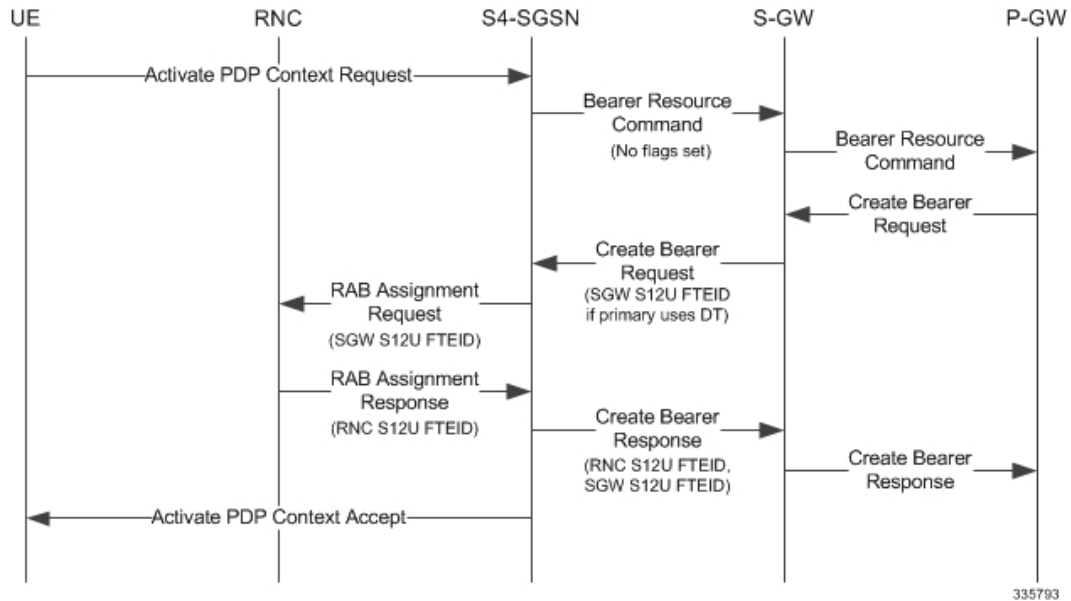 UE RNC S4-SGSN S-GW P-GW
Activate PDP Context Request
Bearer Resource
Command
(No flags set)
Bearer Resource
Command
Create Bearer
Request
Create Bearer
Request
(SGW S12U FTEID
if primary uses DT)
RAB Assignment
Request
(SGW S12U FTEID)
RAB Assignment
Response
(RNC S12U FTEID)
Create Bearer
Response
(RNC S12U FTEID,
SGW S12U FTEID)
Create Bearer
Response
Activate PDP Context Accept
335793